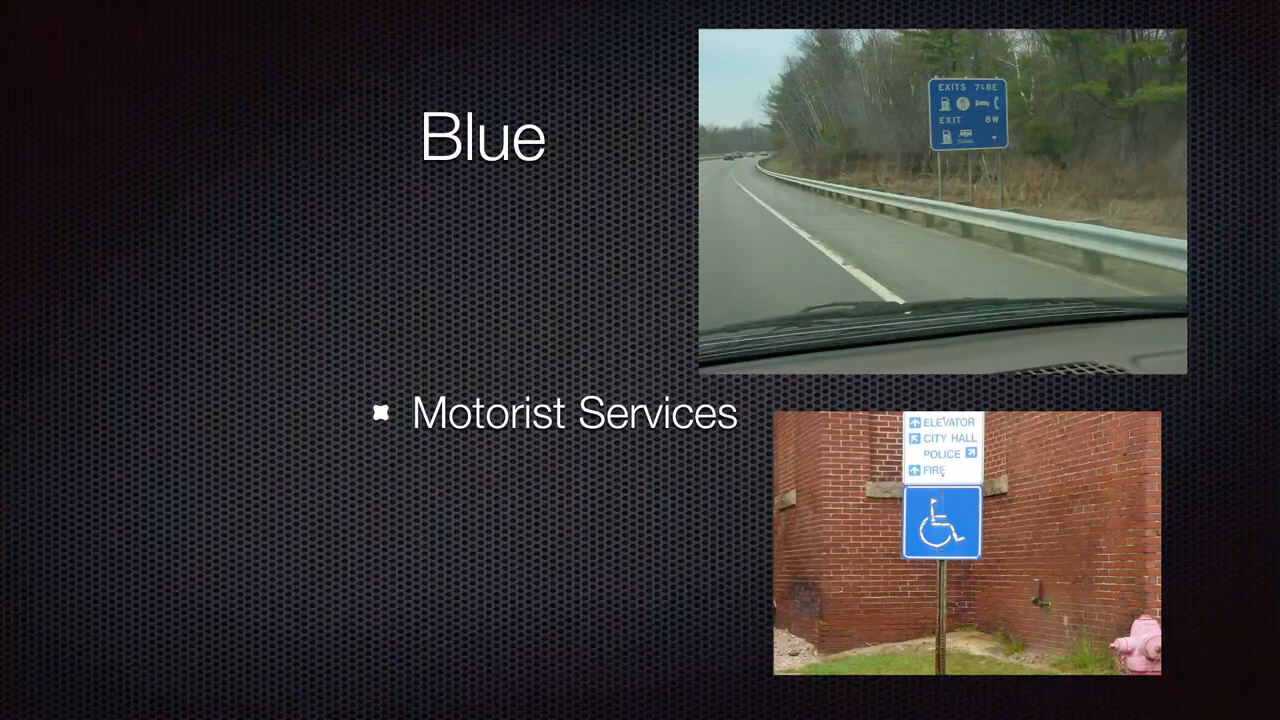 Blue
EXITS 7&8E
EXIT 8W
Motorist Services
ELEVATOR
CITY HALL
POLICE
FIRE